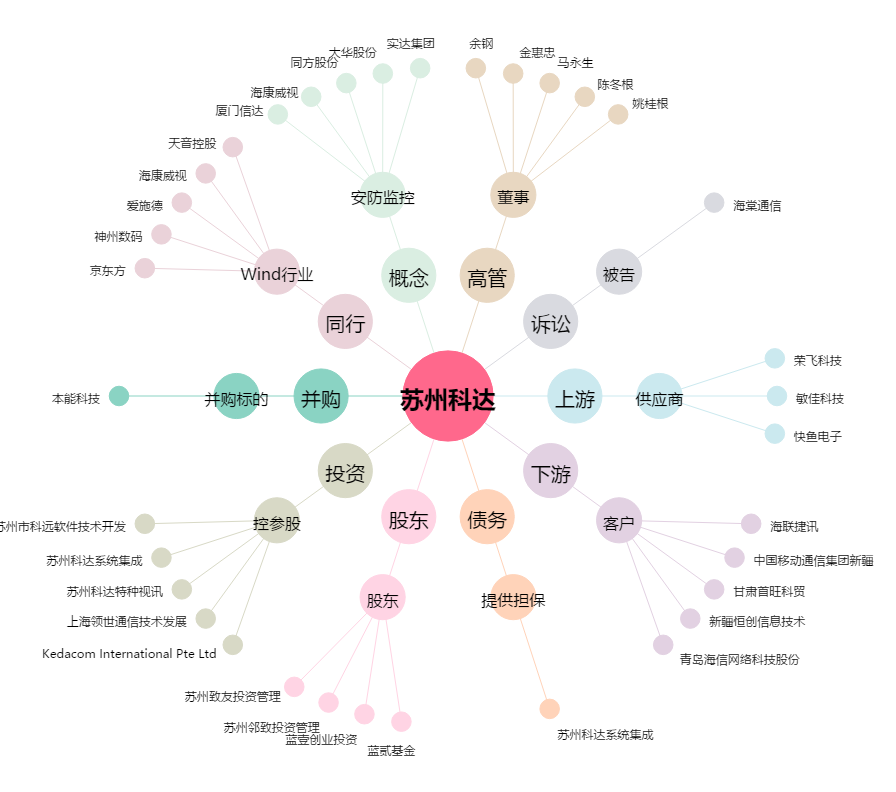 实达集团
大华股份
同方股份
海康威视
厦门信达
安防监控
概念
余钢
金惠忠
马永生
陈冬根
姚桂根
董事
高管
海棠通信
被告
诉讼
天音控股
海康威视
爱施德
神州数码
京东方
Wind行业
同行
苏州科达
本能科技
并购标的
并购
上游
供应商
荣飞科技
敏佳科技
快鱼电子
投资
控参股
苏州市科远软件技术开发
苏州科达系统集成
苏州科达特种视讯
上海领世通信技术发展
Kedacom International Pte Ltd
股东
股东
苏州致友投资管理
苏州邻致投资管理
蓝壹创业投资
蓝贰基金
债务
提供担保
苏州科达系统集成
下游
客户
海联捷讯
中国移动通信集团新疆
甘肃首旺科贸
新疆恒创信息技术
青岛海信网络科技股份